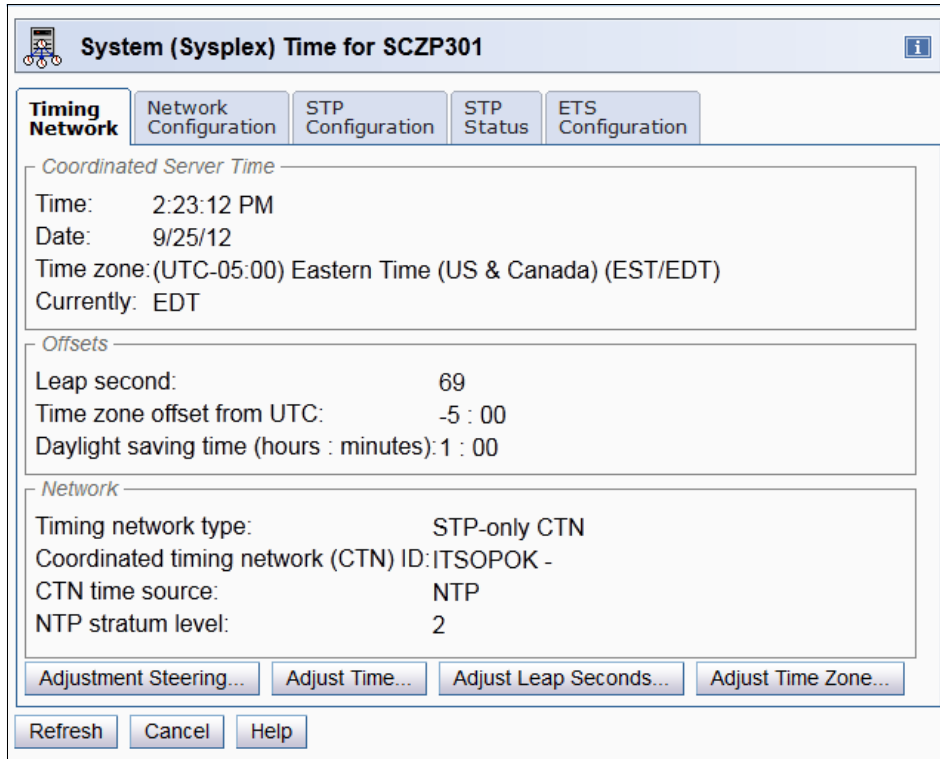 System (Sysplex) Time for SCZP301
i
Timing Network
Network Configuration
STP Configuration
STP Status
ETS Configuration
Coordinated Server Time
Time: 2:23:12 PM
Date: 9/25/12
Time zone: (UTC-05:00) Eastern Time (US & Canada) (EST/EDT)
Currently: EDT
Offsets
Leap second: 69
Time zone offset from UTC: -5 : 00
Daylight saving time (hours : minutes): 1 : 00
Network
Timing network type: STP-only CTN
Coordinated timing network (CTN) ID: ITSOPOK -
CTN time source: NTP
NTP stratum level: 2
Adjustment Steering... Adjust Time... Adjust Leap Seconds... Adjust Time Zone...
Refresh Cancel Help